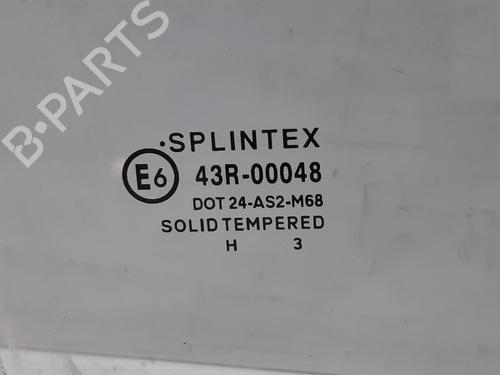 B-PARTS
·SPLINTEX
E6 43R-00048
DOT 24-AS2-M68
SOLID TEMPERED
H 3